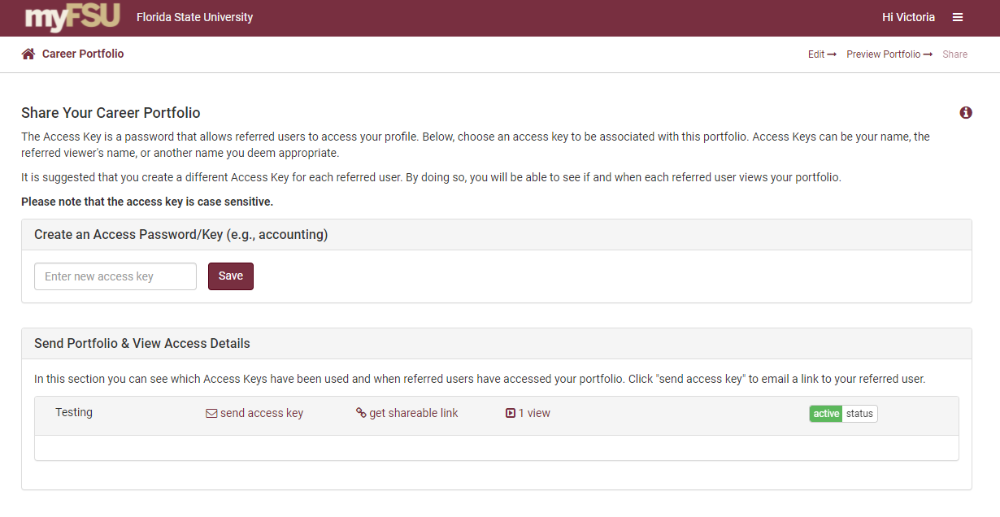 myFSU Florida State University Hi Victoria
Career Portfolio Edit Preview Portfolio Share
Share Your Career Portfolio
The Access Key is a password that allows referred users to access your profile. Below, choose an access key to be associated with this portfolio. Access Keys can be your name, the
referred viewer's name, or another name you deem appropriate.
It is suggested that you create a different Access Key for each referred user. By doing so, you will be able to see if and when each referred user views your portfolio.
Please note that the access key is case sensitive.
Create an Access Password/Key (e.g., accounting)
Enter new access key Save
Send Portfolio & View Access Details
In this section you can see which Access Keys have been used and when referred users have accessed your portfolio. Click "send access key" to email a link to your referred user.
Testing send access key get shareable link 1 view active status